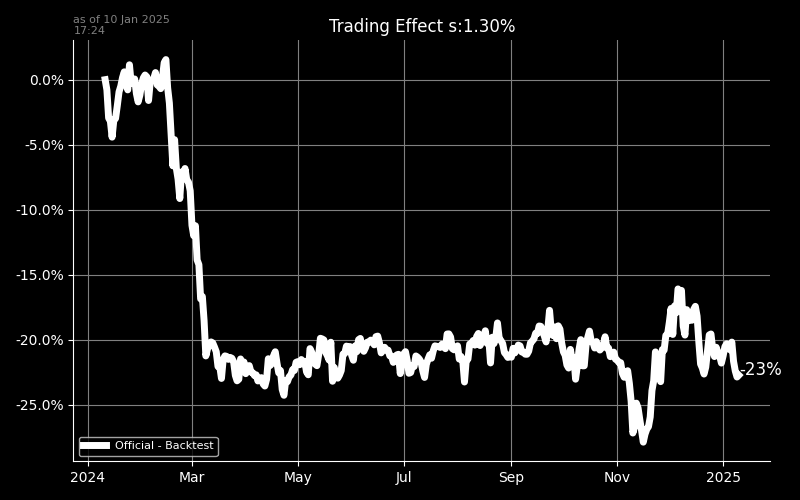 as of 10 Jan 2025
17:24
Trading Effect s:1.30%
0.0%
-5.0%
-10.0%
-15.0%
-20.0%
-25.0%
-23%
Official - Backtest
2024 Mar May Jul Sep Nov 2025